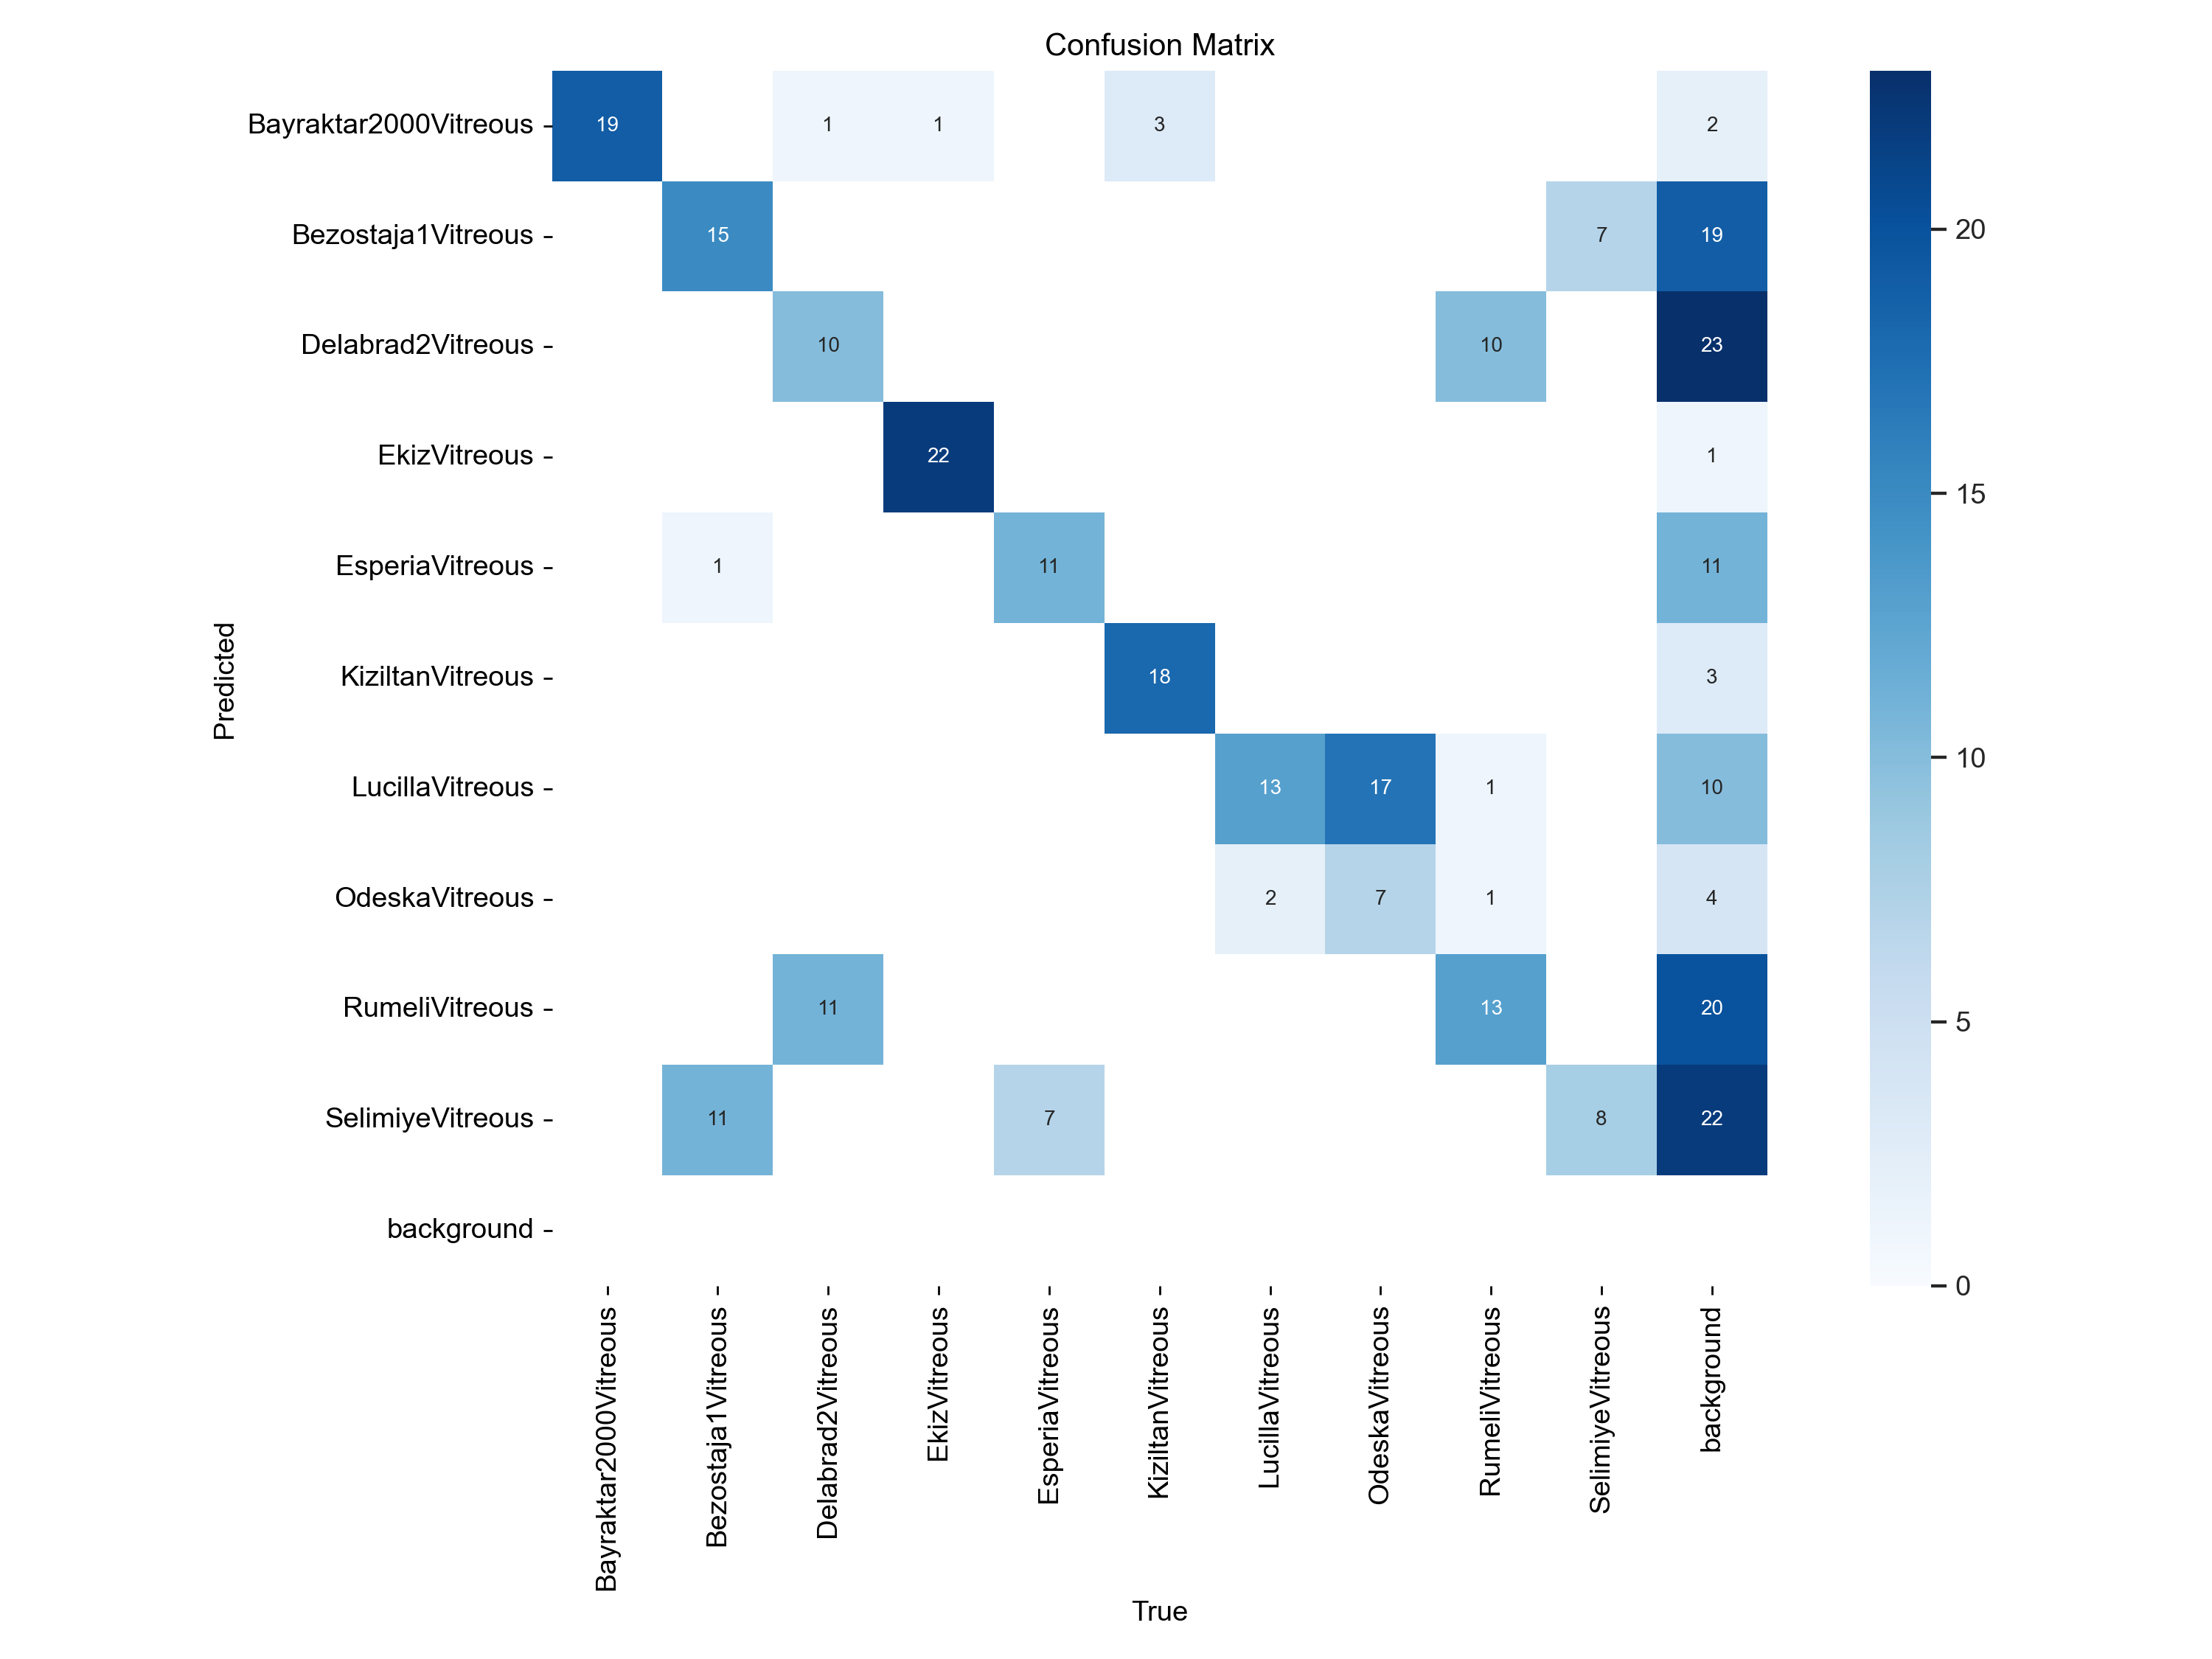 Confusion Matrix
Bayraktar2000Vitreous 19 1 1 3 2
Bezostaja1Vitreous 15 7 19
Delabrad2Vitreous 10 10 23
EkizVitreous 22 1
EsperiaVitreous 1 11 11
KiziltanVitreous 18 3
LucillaVitreous 13 17 1 10
OdeskaVitreous 2 7 1 4
RumeliVitreous 11 13 20
SelimiyeVitreous 11 7 8 22
background
Predicted
Bayraktar2000Vitreous
Bezostaja1Vitreous
Delabrad2Vitreous
EkizVitreous
EsperiaVitreous
KiziltanVitreous
LucillaVitreous
OdeskaVitreous
RumeliVitreous
SelimiyeVitreous
background
True
20
15
10
5
0